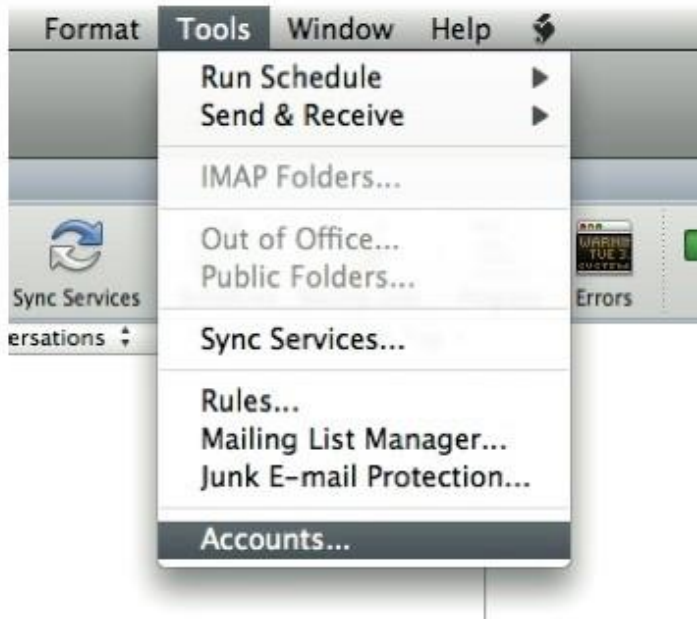 Format Tools Window Help
Run Schedule
Send & Receive
IMAP Folders...
Out of Office...
Public Folders...
Sync Services
Errors
ersations
Sync Services...
Rules...
Mailing List Manager...
Junk E-mail Protection...
Accounts...